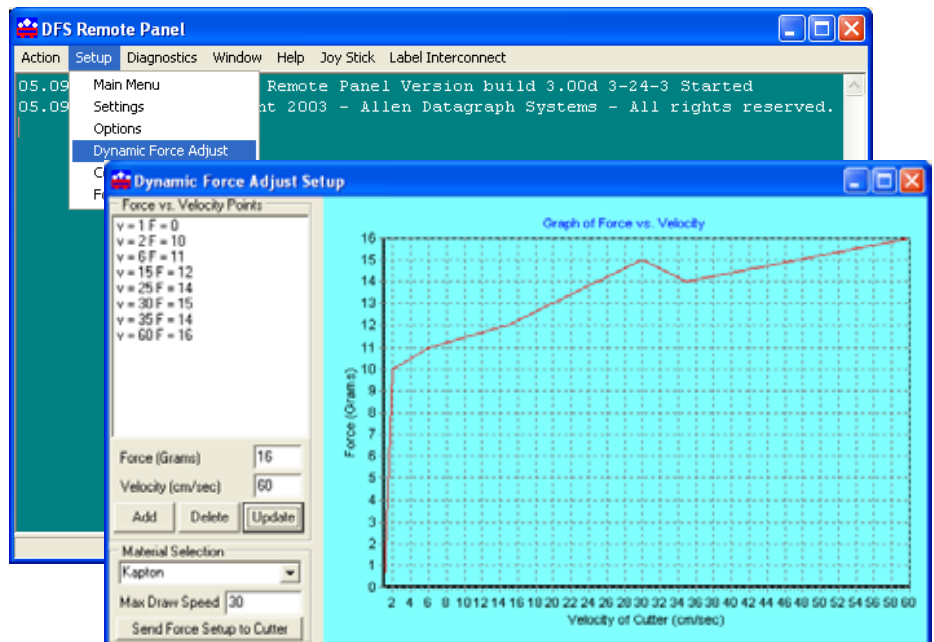 DFS Remote Panel
Action Setup Diagnostics Window Help Joy Stick Label Interconnect
05.09 Remote Panel Version build 3.00d 3-24-3 Started
05.09 nt 2003 - Allen Datagraph Systems - All rights reserved.
Main Menu
Settings
Options
Dynamic Force Adjust
Dynamic Force Adjust Setup
Force vs. Velocity Points
v = 1 F = 0
v = 2 F = 10
v = 6 F = 11
v = 15 F = 12
v = 25 F = 14
v = 30 F = 15
v = 35 F = 14
v = 60 F = 16
Force (Grams) 16
Velocity (cm/sec) 60
Add Delete Update
Material Selection
Kapton
Max Draw Speed 30
Send Force Setup to Cutter
Graph of Force vs. Velocity
Force (Grams)
16
15
14
13
12
11
10
9
8
7
6
5
4
3
2
1
0
2 4 6 8 10 12 14 16 18 20 22 24 26 28 30 32 34 36 38 40 42 44 46 48 50 52 54 56 58 60
Velocity of Cutter (cm/sec)